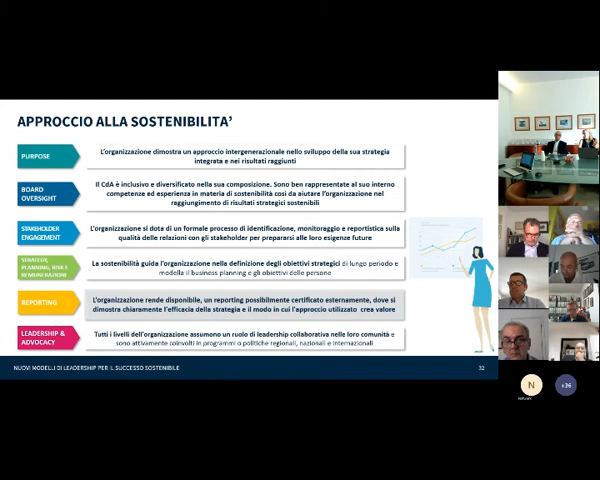 APPROCCIO ALLA SOSTENIBILITA'
PURPOSE
L'organizzazione dimostra un approccio intergenerazionale nello sviluppo della sua strategia
integrata e nei risultati raggiunti
BOARD
OVERSIGHT
Il CdA è inclusivo e diversificato nella sua composizione. Sono ben rappresentate al suo interno
competenze ed esperienza in materia di sostenibilità così da aiutare l'organizzazione nel
raggiungimento di risultati strategici sostenibili
STAKEHOLDER
ENGAGEMENT
L'organizzazione si dota di un formale processo di identificazione, monitoraggio e reportistica sulla
qualità delle relazioni con gli stakeholder per prepararsi alle loro esigenze future
STRATEGY,
PLANNING, RISK E
REMUNERAZIONI
La sostenibilità guida l'organizzazione nella definizione degli obiettivi strategici di lungo periodo e
modella il business planning e gli obiettivi delle persone
REPORTING
L'organizzazione rende disponibile, un reporting possibilmente certificato esternamente, dove si
dimostra chiaramente l'efficacia della strategia e il modo in cui l'approccio utilizzato crea valore
LEADERSHIP &
ADVOCACY
Tutti i livelli dell'organizzazione assumono un ruolo di leadership collaborativa nelle loro comunità e
sono attivamente coinvolti in programmi o politiche regionali, nazionali e internazionali
NUOVI MODELLI DI LEADERSHIP PER IL SUCCESSO SOSTENIBILE
32
N
+36